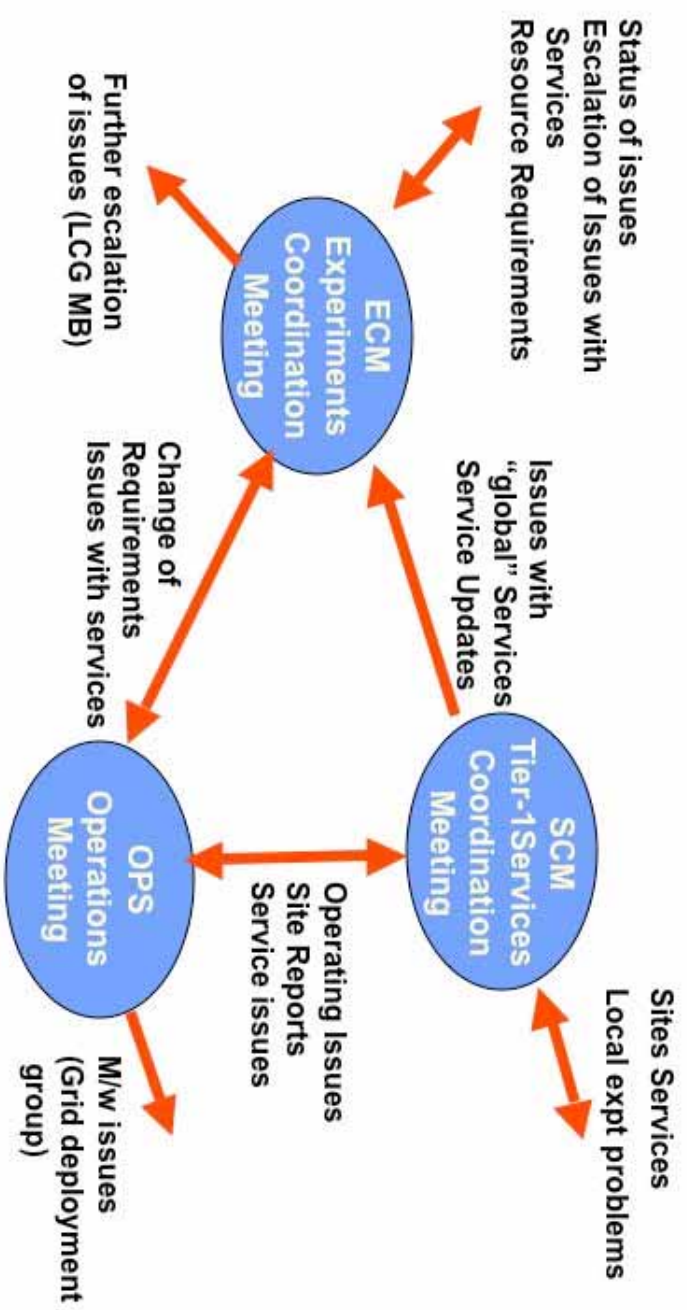 Status of issues
Escalation of Issues with
Services
Resource Requirements
Sites Services
Local expt problems
Issues with
“global” Services
Service Updates
SCM
Tier-1Services
Coordination
Meeting
ECM
Experiments
Coordination
Meeting
Operating Issues
Site Reports
Service issues
Further escalation
of issues (LCG MB)
Change of
Requirements
Issues with services
OPS
Operations
Meeting
M/w issues
(Grid deployment
group)